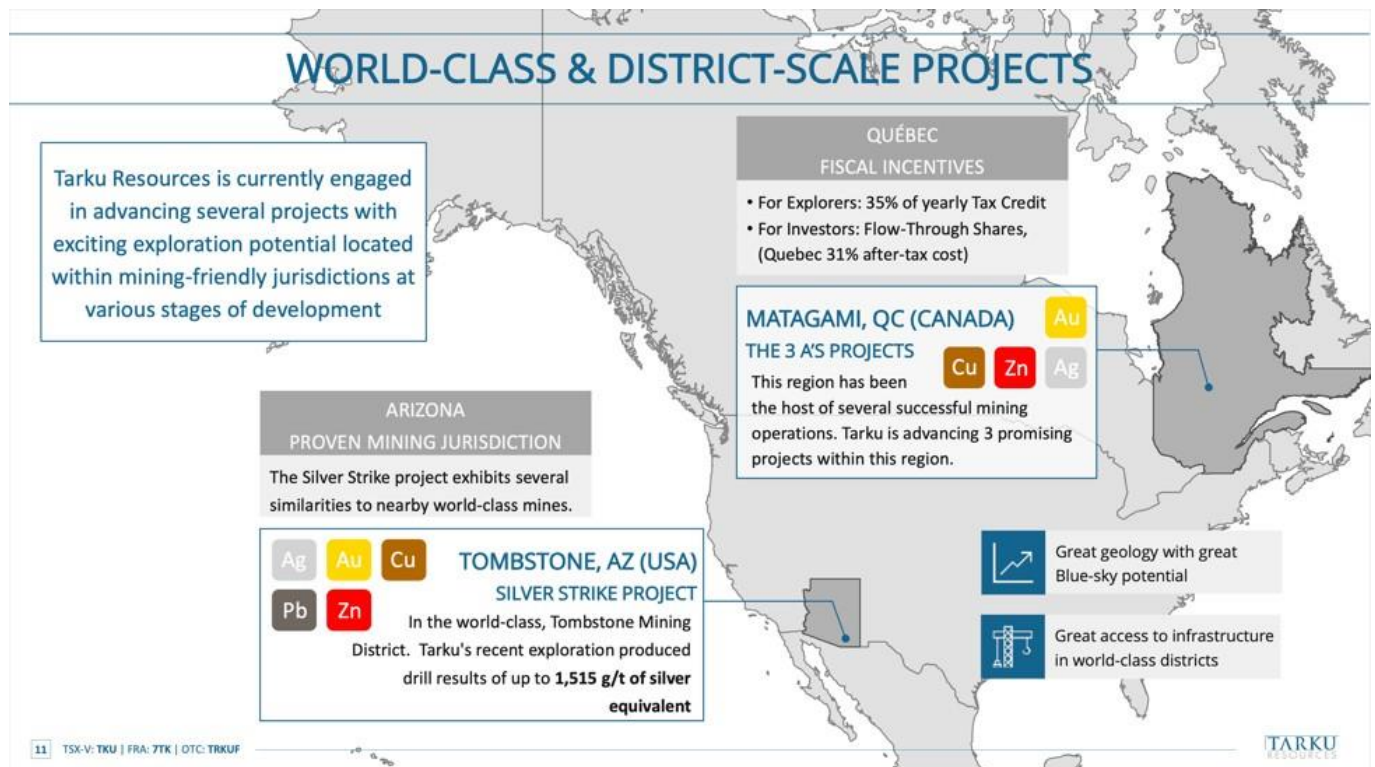 WORLD-CLASS & DISTRICT-SCALE PROJECTS
Tarku Resources is currently engaged
in advancing several projects with
exciting exploration potential located
within mining-friendly jurisdictions at
various stages of development
QUÉBEC
FISCAL INCENTIVES
• For Explorers: 35% of yearly Tax Credit
• For Investors: Flow-Through Shares,
(Quebec 31% after-tax cost)
MATAGAMI, QC (CANADA)
Au
THE 3 A'S PROJECTS
Cu Zn Ag
This region has been
the host of several successful mining
operations. Tarku is advancing 3 promising
projects within this region.
ARIZONA
PROVEN MINING JURISDICTION
The Silver Strike project exhibits several
similarities to nearby world-class mines.
Ag Au Cu
Pb Zn
TOMBSTONE, AZ (USA)
SILVER STRIKE PROJECT
In the world-class, Tombstone Mining
District. Tarku's recent exploration produced
drill results of up to 1,515 g/t of silver
equivalent
Great geology with great
Blue-sky potential
Great access to infrastructure
in world-class districts
11 TSX-V: TKU | FRA: 7TK | OTC: TRKUF
TARKU
RESOURCES